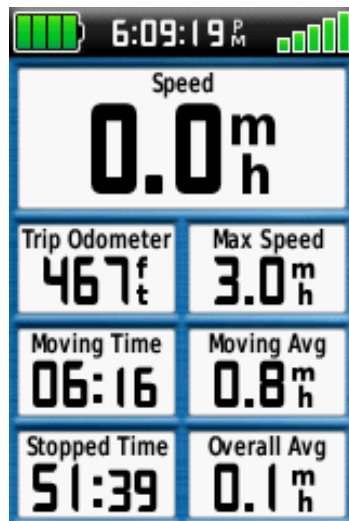 6:09:19 PM
Speed
0.0 mh
Trip Odometer
467 ft
Max Speed
3.0 mh
Moving Time
06:16
Moving Avg
0.8 mh
Stopped Time
51:39
Overall Avg
0.1 mh